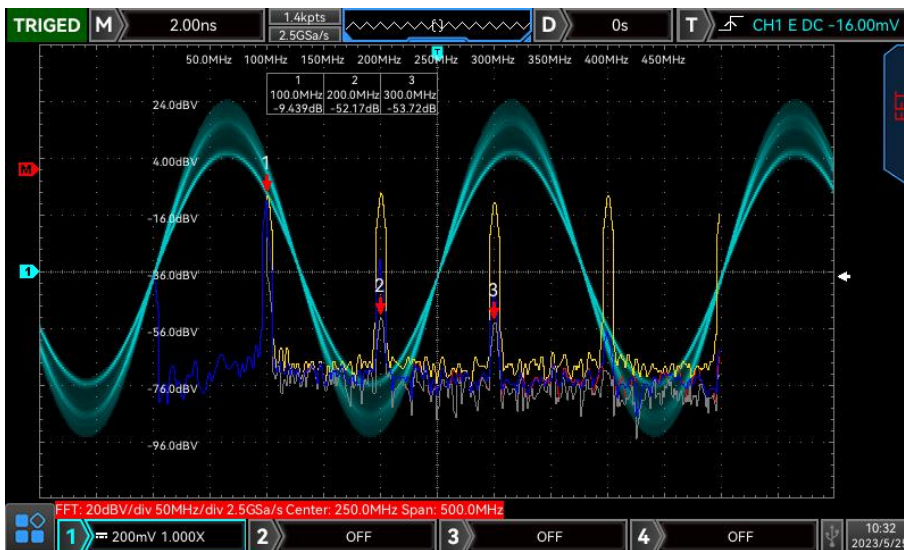 TRIGED M 2.00ns 1.4kpts 2.5GSa/s D 0s T CH1 E DC -16.00mV
T
50.0MHz 100MHz 150MHz 200MHz 250MHz 300MHz 350MHz 400MHz 450MHz
1 2 3
100.0MHz 200.0MHz 300.0MHz
-9.439dB -52.17dB -53.72dB
24.0dBV
4.00dBV
M
1
-16.0dBV
1
-36.0dBV
2
3
-56.0dBV
-76.0dBV
-96.0dBV
FFT: 20dBV/div 50MHz/div 2.5GSa/s Center: 250.0MHz Span: 500.0MHz
1 200mV 1.000X 2 OFF 3 OFF 4 OFF 10:32
2023/5/25